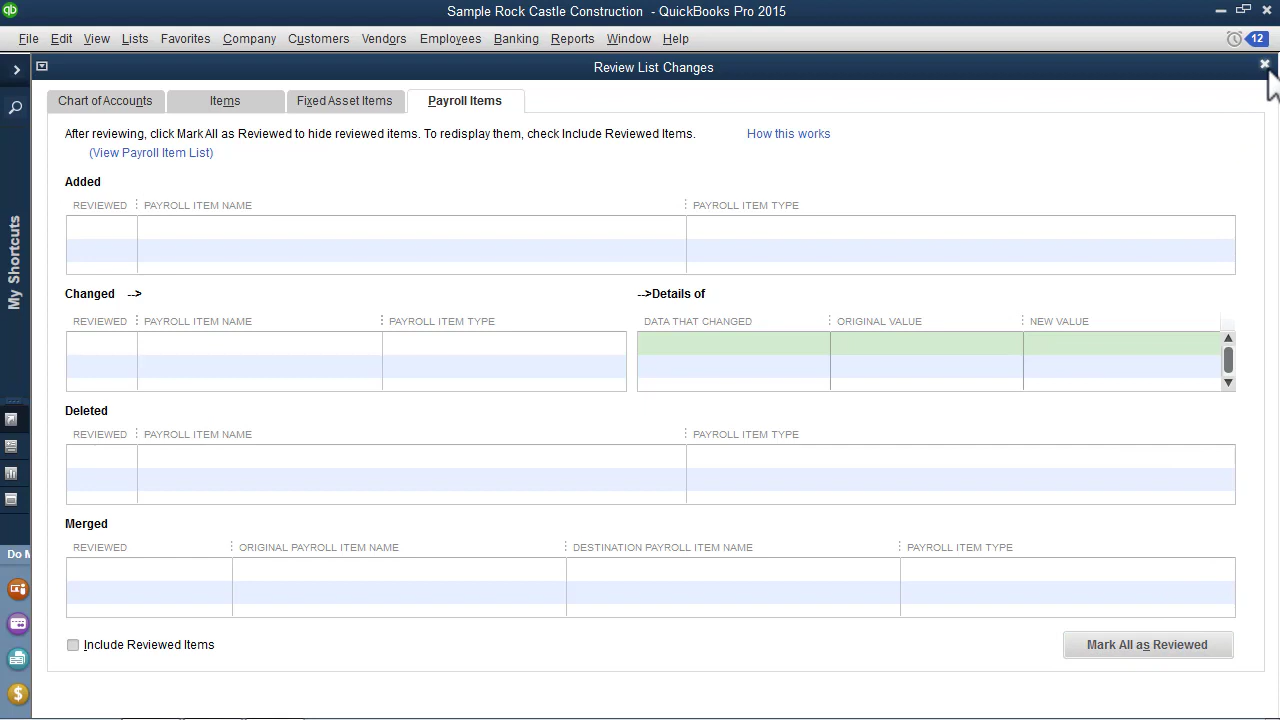 Sample Rock Castle Construction - QuickBooks Pro 2015
File Edit View Lists Favorites Company Customers Vendors Employees Banking Reports Window Help 12
Review List Changes
Chart of Accounts Items Fixed Asset Items Payroll Items
After reviewing, click Mark All as Reviewed to hide reviewed items. To redisplay them, check Include Reviewed Items. How this works
(View Payroll Item List)
Added
REVIEWED PAYROLL ITEM NAME PAYROLL ITEM TYPE
My Shortcuts
Changed --> -->Details of
REVIEWED PAYROLL ITEM NAME PAYROLL ITEM TYPE DATA THAT CHANGED ORIGINAL VALUE NEW VALUE
Deleted
REVIEWED PAYROLL ITEM NAME PAYROLL ITEM TYPE
Merged
REVIEWED ORIGINAL PAYROLL ITEM NAME DESTINATION PAYROLL ITEM NAME PAYROLL ITEM TYPE
Do M
Include Reviewed Items Mark All as Reviewed